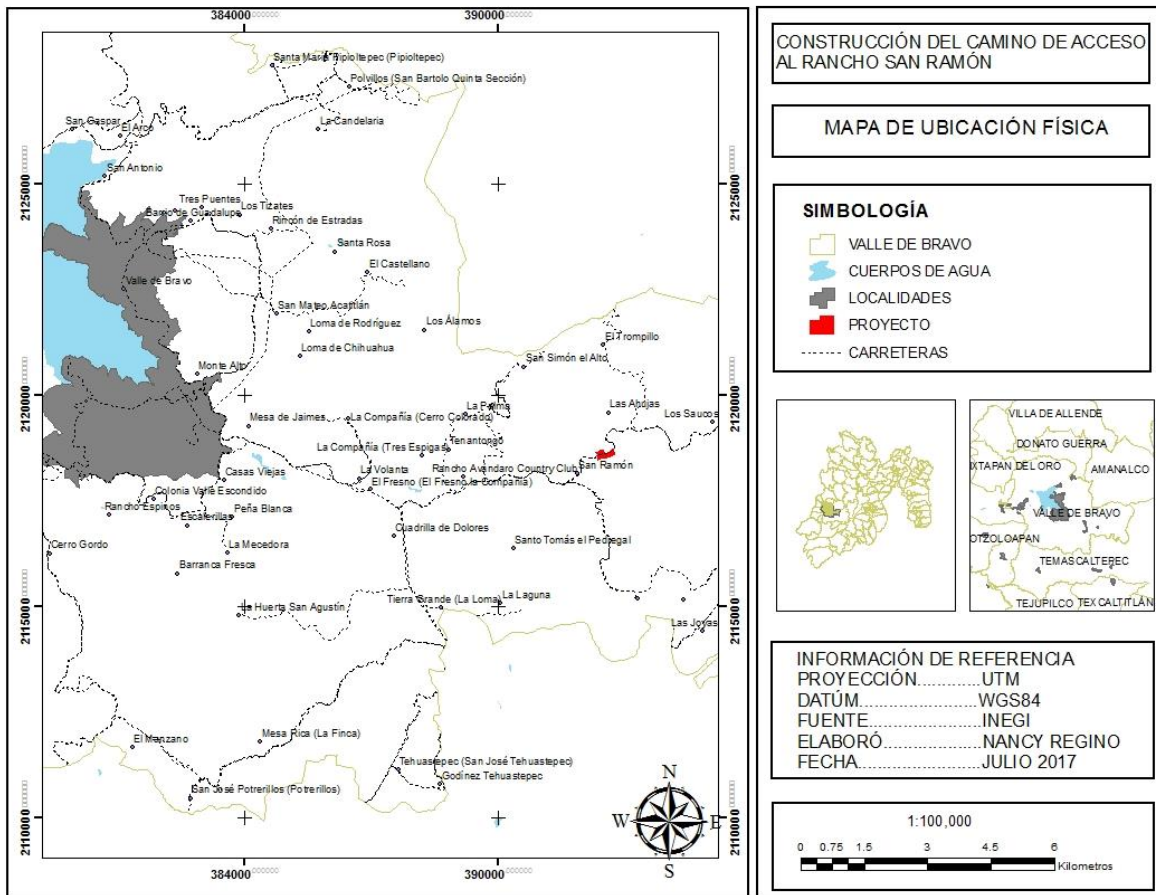 384000
390000
Santa María Pipioltepec (Pipioltepec)
Polvillos (San Bartolo Quinta Sección)
La Candelaria
San Gaspar
El Arco
San Antonio
2125000
2125000
Tres Puentes
Barrio de Guadalupe
Los Tizates
Rincón de Estradas
Santa Rosa
El Castellano
Valle de Bravo
San Mateo Acatitlán
Loma de Rodríguez
Los Álamos
Loma de Chihuahua
El Trompillo
San Simón el Alto
Monte Alto
2120000
2120000
La Palma
Las Ahujas
Los Saucos
Mesa de Jaimes
La Compañía (Cerro Colorado)
La Compañía (Tres Espigas)
Tenantongo
Casas Viejas
La Volanta
Rancho Avándaro Country Club
San Ramón
El Fresno (El Fresno la Compañía)
Colonia Valle Escondido
Rancho Espinos
Peña Blanca
Escalerillas
Cuadrilla de Dolores
Cerro Gordo
La Mecedora
Santo Tomás el Pedregal
Barranca Fresca
2115000
2115000
La Huerta San Agustín
Tierra Grande (La Loma)
La Laguna
Las Joyas
El Manzano
Mesa Rica (La Finca)
Tehuastepec (San José Tehuastepec)
Godínez Tehuastepec
San José Potrerillos (Potrerillos)
2110000
2110000
N
W
E
S
384000
390000
CONSTRUCCIÓN DEL CAMINO DE ACCESO
AL RANCHO SAN RAMÓN
MAPA DE UBICACIÓN FÍSICA
SIMBOLOGÍA
VALLE DE BRAVO
CUERPOS DE AGUA
LOCALIDADES
PROYECTO
CARRETERAS
VILLA DE ALLENDE
DONATO GUERRA
IXTAPAN DEL ORO
AMANALCO
VALLE DE BRAVO
OTZOLOAPAN
TEMASCALTEPEC
TEJUPILCO
TEXCALTITLÁN
INFORMACIÓN DE REFERENCIA
PROYECCIÓN............UTM
DATÚM......................WGS84
FUENTE....................INEGI
ELABORÓ.................NANCY REGINO
FECHA......................JULIO 2017
1:100,000
0 0.75 1.5 3 4.5 6
Kilometros